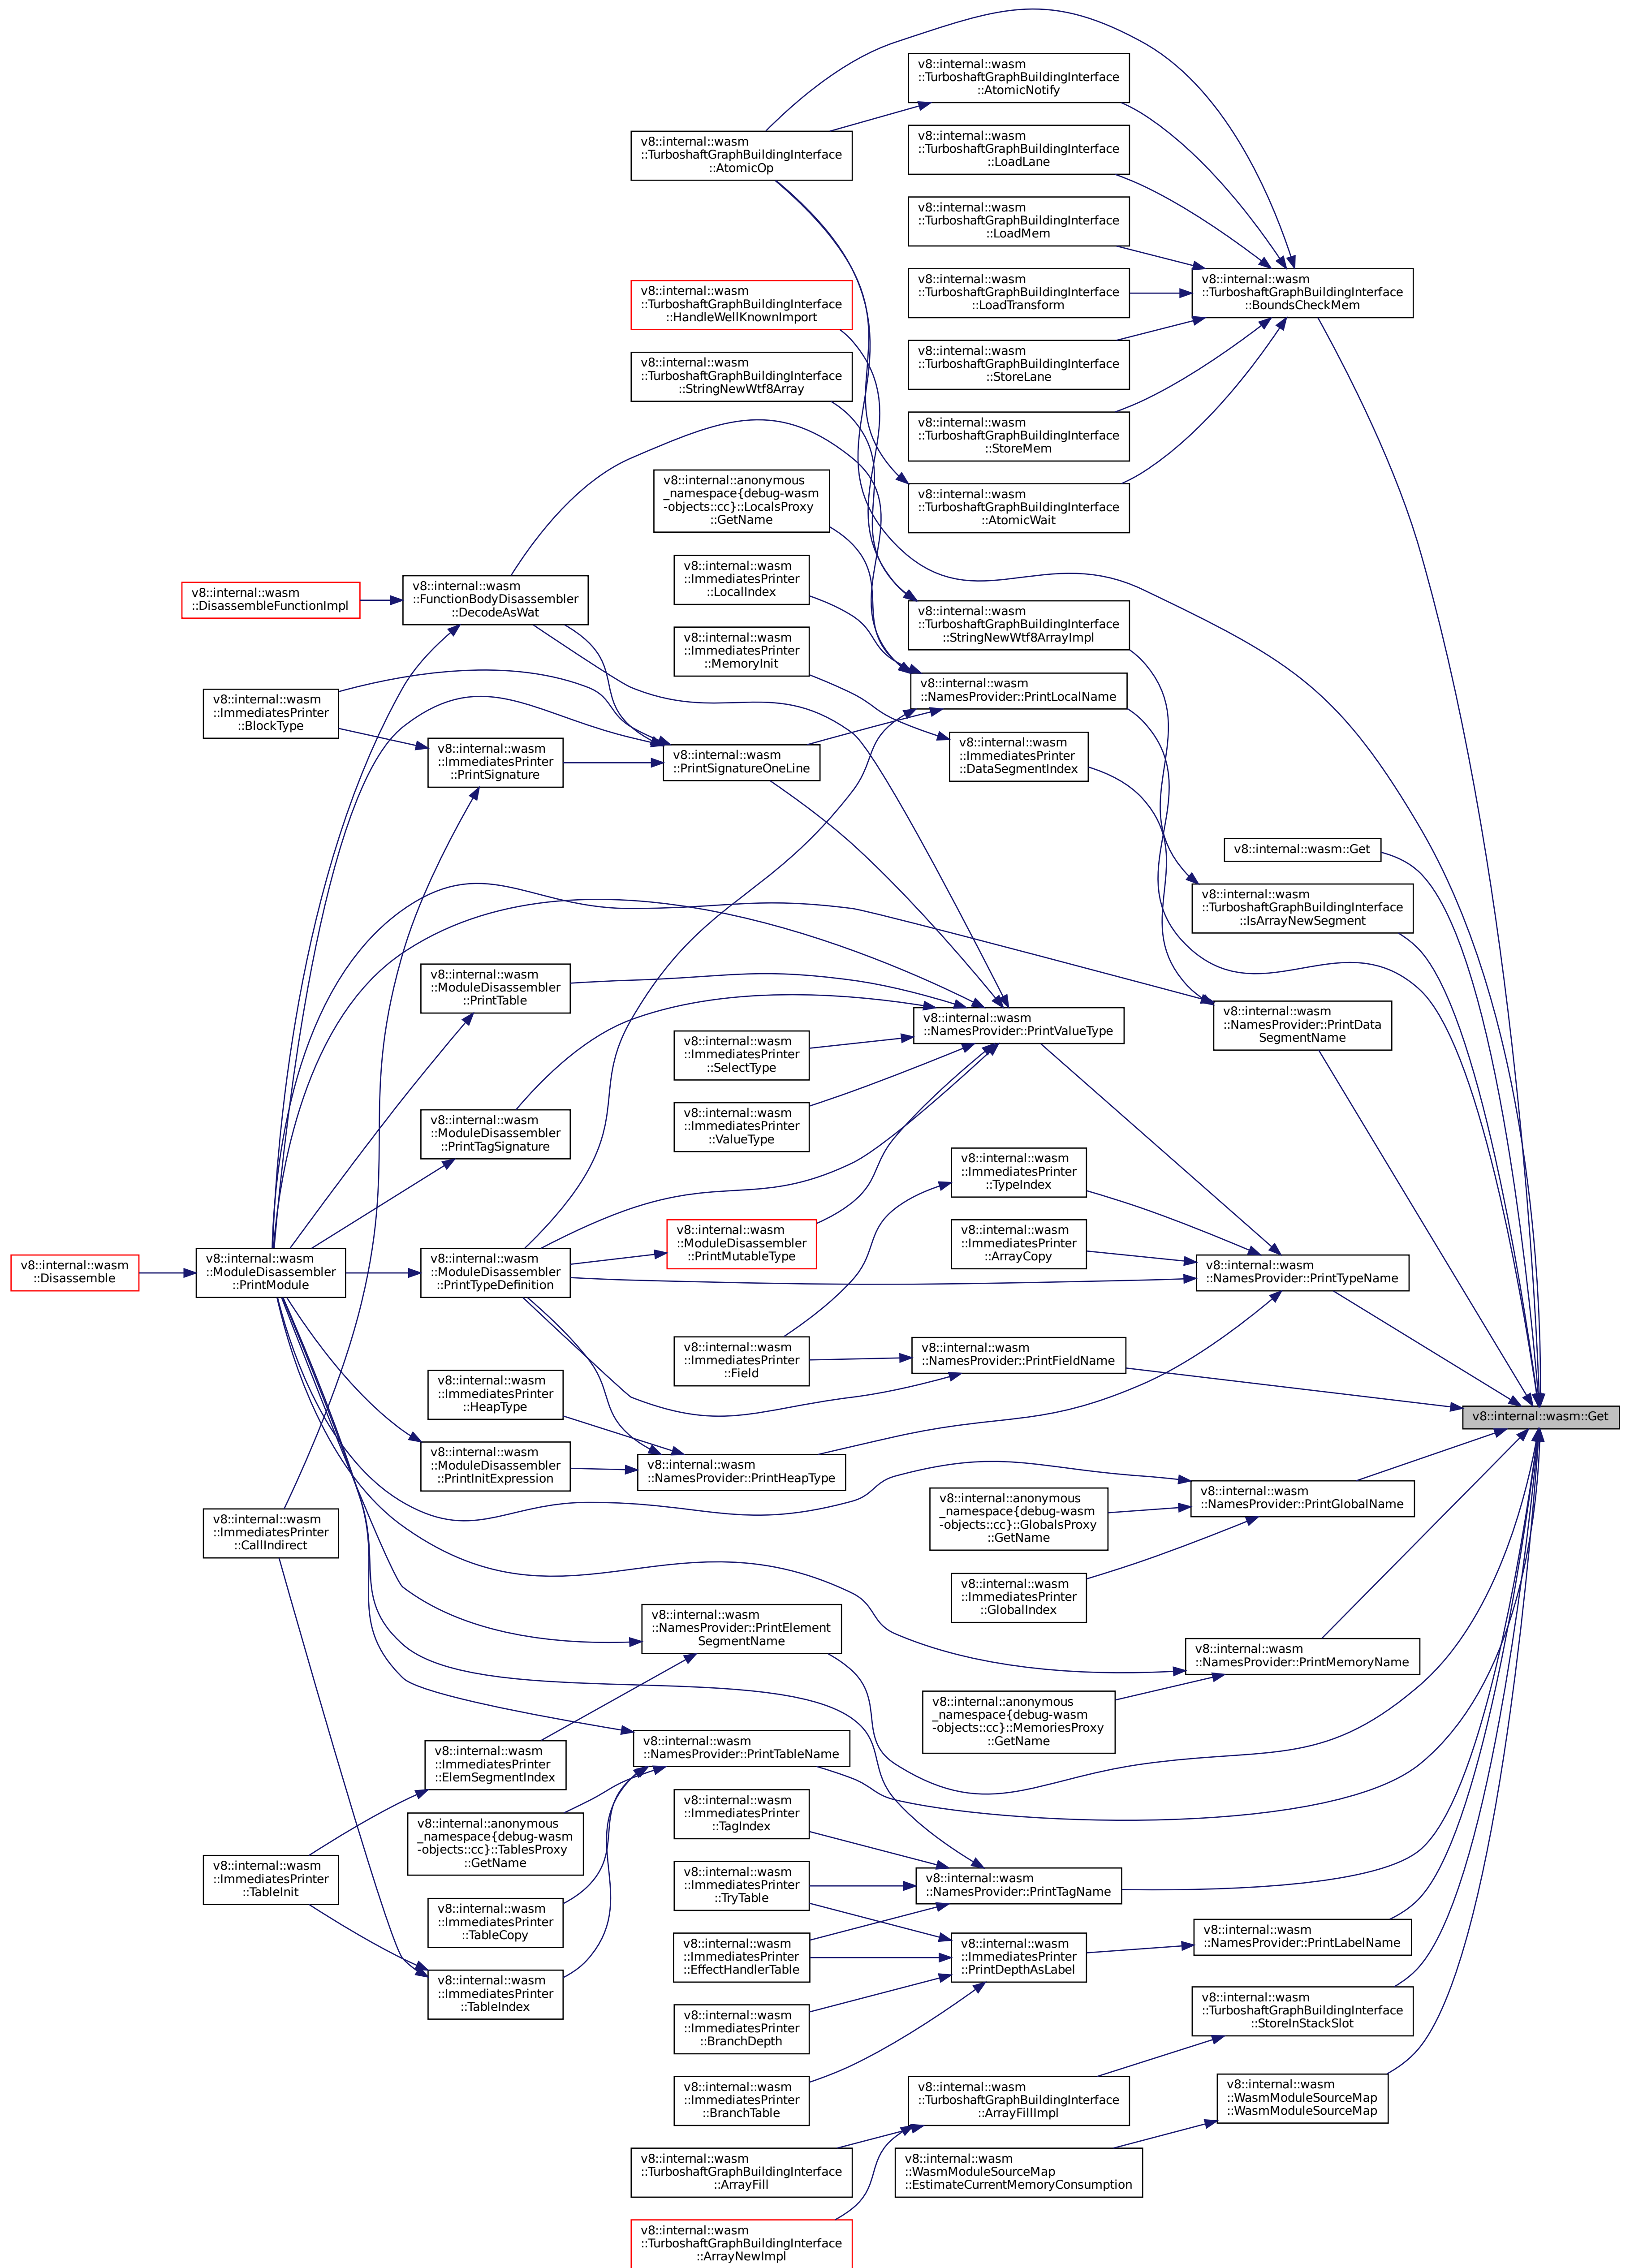 v8::internal::wasm
::TurboshaftGraphBuildingInterface
::AtomicNotify
v8::internal::wasm
::TurboshaftGraphBuildingInterface
::AtomicOp
v8::internal::wasm
::TurboshaftGraphBuildingInterface
::LoadLane
v8::internal::wasm
::TurboshaftGraphBuildingInterface
::LoadMem
v8::internal::wasm
::TurboshaftGraphBuildingInterface
::LoadTransform
v8::internal::wasm
::TurboshaftGraphBuildingInterface
::BoundsCheckMem
v8::internal::wasm
::TurboshaftGraphBuildingInterface
::HandleWellKnownImport
v8::internal::wasm
::TurboshaftGraphBuildingInterface
::StoreLane
v8::internal::wasm
::TurboshaftGraphBuildingInterface
::StringNewWtf8Array
v8::internal::wasm
::TurboshaftGraphBuildingInterface
::StoreMem
v8::internal::anonymous
_namespace{debug-wasm
-objects::cc}::LocalsProxy
::GetName
v8::internal::wasm
::TurboshaftGraphBuildingInterface
::AtomicWait
v8::internal::wasm
::ImmediatesPrinter
::LocalIndex
v8::internal::wasm
::DisassembleFunctionImpl
v8::internal::wasm
::FunctionBodyDisassembler
::DecodeAsWat
v8::internal::wasm
::TurboshaftGraphBuildingInterface
::StringNewWtf8ArrayImpl
v8::internal::wasm
::ImmediatesPrinter
::MemoryInit
v8::internal::wasm
::NamesProvider::PrintLocalName
v8::internal::wasm
::ImmediatesPrinter
::BlockType
v8::internal::wasm
::ImmediatesPrinter
::PrintSignature
v8::internal::wasm
::PrintSignatureOneLine
v8::internal::wasm
::ImmediatesPrinter
::DataSegmentIndex
v8::internal::wasm::Get
v8::internal::wasm
::TurboshaftGraphBuildingInterface
::IsArrayNewSegment
v8::internal::wasm
::ModuleDisassembler
::PrintTable
v8::internal::wasm
::NamesProvider::PrintValueType
v8::internal::wasm
::NamesProvider::PrintData
SegmentName
v8::internal::wasm
::ImmediatesPrinter
::SelectType
v8::internal::wasm
::ImmediatesPrinter
::ValueType
v8::internal::wasm
::ModuleDisassembler
::PrintTagSignature
v8::internal::wasm
::ImmediatesPrinter
::TypeIndex
v8::internal::wasm
::ModuleDisassembler
::PrintMutableType
v8::internal::wasm
::ImmediatesPrinter
::ArrayCopy
v8::internal::wasm
::Disassemble
v8::internal::wasm
::ModuleDisassembler
::PrintModule
v8::internal::wasm
::ModuleDisassembler
::PrintTypeDefinition
v8::internal::wasm
::NamesProvider::PrintTypeName
v8::internal::wasm
::ImmediatesPrinter
::Field
v8::internal::wasm
::NamesProvider::PrintFieldName
v8::internal::wasm
::ImmediatesPrinter
::HeapType
v8::internal::wasm::Get
v8::internal::wasm
::ModuleDisassembler
::PrintInitExpression
v8::internal::wasm
::NamesProvider::PrintHeapType
v8::internal::wasm
::NamesProvider::PrintGlobalName
v8::internal::anonymous
_namespace{debug-wasm
-objects::cc}::GlobalsProxy
::GetName
v8::internal::wasm
::ImmediatesPrinter
::CallIndirect
v8::internal::wasm
::ImmediatesPrinter
::GlobalIndex
v8::internal::wasm
::NamesProvider::PrintElement
SegmentName
v8::internal::wasm
::NamesProvider::PrintMemoryName
v8::internal::anonymous
_namespace{debug-wasm
-objects::cc}::MemoriesProxy
::GetName
v8::internal::wasm
::NamesProvider::PrintTableName
v8::internal::wasm
::ImmediatesPrinter
::ElemSegmentIndex
v8::internal::wasm
::ImmediatesPrinter
::TagIndex
v8::internal::anonymous
_namespace{debug-wasm
-objects::cc}::TablesProxy
::GetName
v8::internal::wasm
::ImmediatesPrinter
::TableInit
v8::internal::wasm
::ImmediatesPrinter
::TryTable
v8::internal::wasm
::NamesProvider::PrintTagName
v8::internal::wasm
::ImmediatesPrinter
::TableCopy
v8::internal::wasm
::NamesProvider::PrintLabelName
v8::internal::wasm
::ImmediatesPrinter
::EffectHandlerTable
v8::internal::wasm
::ImmediatesPrinter
::PrintDepthAsLabel
v8::internal::wasm
::ImmediatesPrinter
::TableIndex
v8::internal::wasm
::TurboshaftGraphBuildingInterface
::StoreInStackSlot
v8::internal::wasm
::ImmediatesPrinter
::BranchDepth
v8::internal::wasm
::ImmediatesPrinter
::BranchTable
v8::internal::wasm
::TurboshaftGraphBuildingInterface
::ArrayFillImpl
v8::internal::wasm
::WasmModuleSourceMap
::WasmModuleSourceMap
v8::internal::wasm
::TurboshaftGraphBuildingInterface
::ArrayFill
v8::internal::wasm
::WasmModuleSourceMap
::EstimateCurrentMemoryConsumption
v8::internal::wasm
::TurboshaftGraphBuildingInterface
::ArrayNewImpl